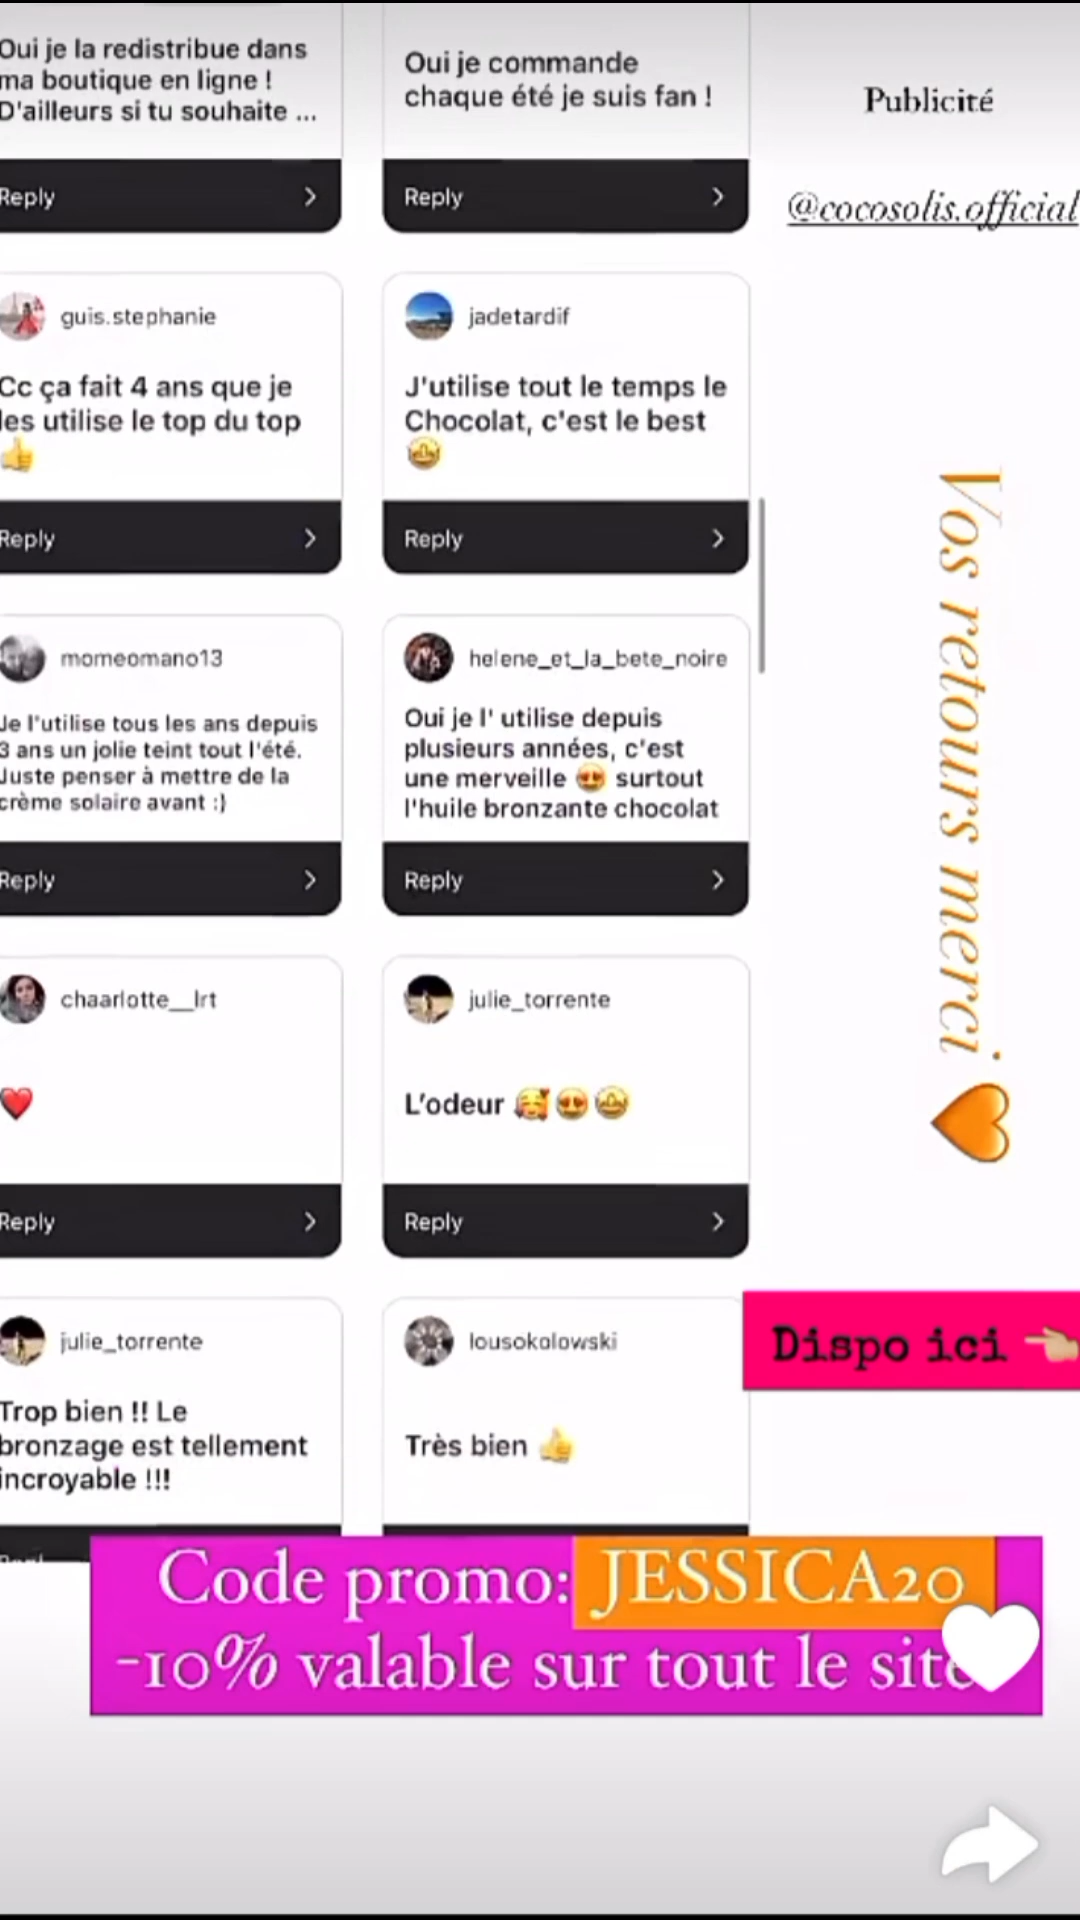 Oui je la redistribue dans
ma boutique en ligne !
D'ailleurs si tu souhaite ...
Reply
Oui je commande
chaque été je suis fan !
Reply
Publicité
@cocosolis.official
guis.stephanie
Cc ça fait 4 ans que je
les utilise le top du top
👍
Reply
jadetardif
J'utilise tout le temps le
Chocolat, c'est le best
🤩
Reply
momeomano13
Je l'utilise tous les ans depuis
3 ans un jolie teint tout l'été.
Juste penser à mettre de la
crème solaire avant :)
Reply
helene_et_la_bete_noire
Oui je l' utilise depuis
plusieurs années, c'est
une merveille 😍 surtout
l'huile bronzante chocolat
Reply
Vos retours merci 🧡
chaarlotte__lrt
❤️
Reply
julie_torrente
L'odeur 🥰😍🤩
Reply
julie_torrente
Trop bien !! Le
bronzage est tellement
incroyable !!!
lousokolowski
Très bien 👍
Dispo ici 👈🏼
Code promo: JESSICA20
-10% valable sur tout le site